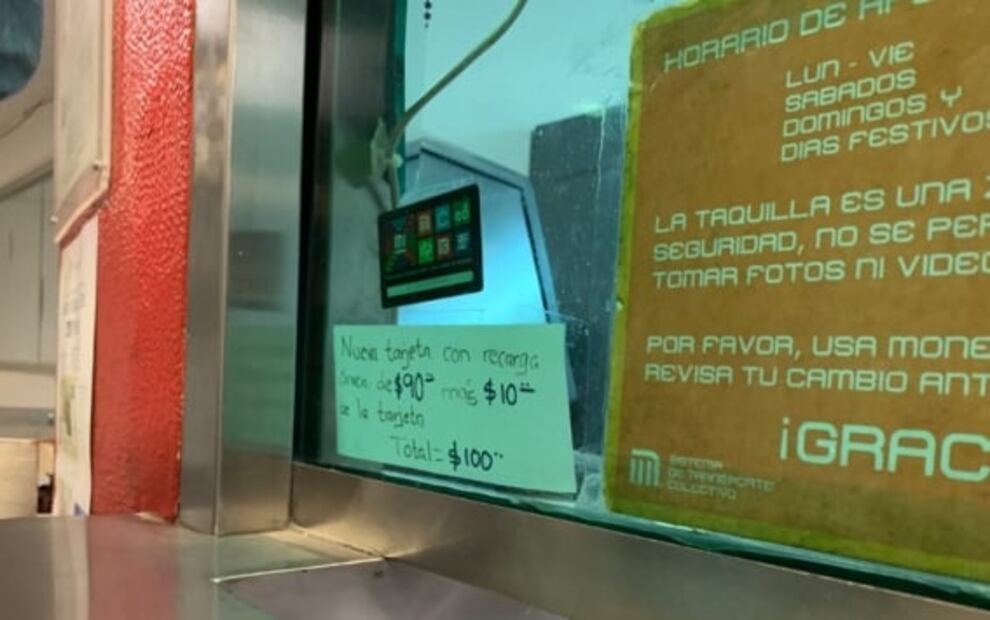 Nueva tarjeta con recarga
única de $90 más $10
de la tarjeta
Total = $100
HORARIO DE
LUN - VIE
SABADOS
DOMINGOS Y
DIAS FESTIVOS
LA TAQUILLA ES UNA
SEGURIDAD, NO SE
TOMAR FOTOS NI
POR FAVOR, USA
REVISA TU CAMBIO
SISTEMA
DE TRANSPORTE
COLECTIVO